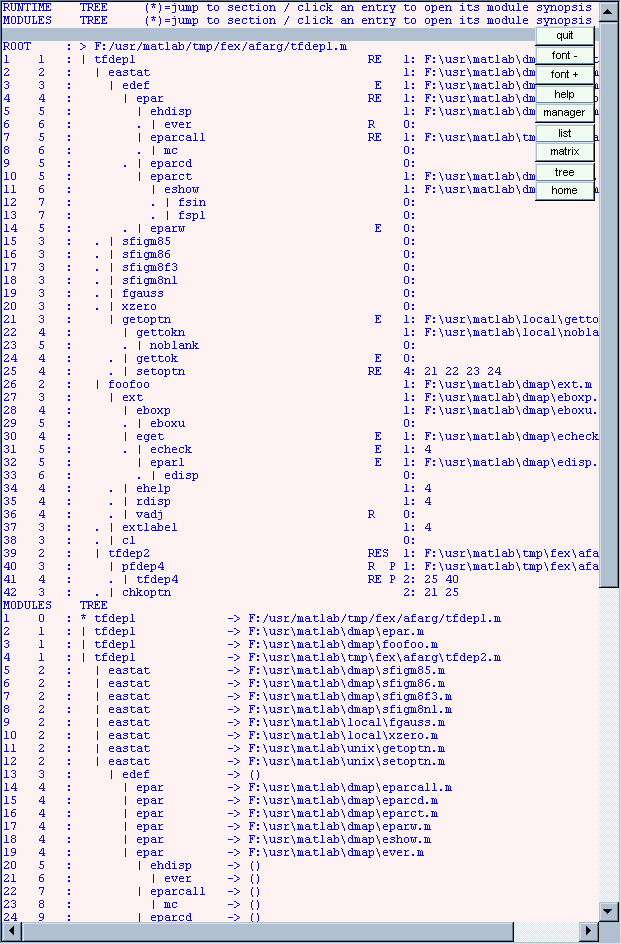 RUNTIME    TREE     (*)=jump to section / click an entry to open its module synopsis
MODULES    TREE     (*)=jump to section / click an entry to open its module synopsis
quit
font -
font +
help
manager
list
matrix
tree
home
ROOT     : > F:/usr/matlab/tmp/fex/afarg/tfdep1.m
1    1   : | tfdep1                                 RE   1: F:\usr\matlab\dmap
2    2   :   | eastat                                    1: F:\usr\matlab\dmap
3    3   :     | edef                                E   1: F:\usr\matlab\dmap
4    4   :       | epar                             RE   1: F:\usr\matlab\dmap
5    5   :         | ehdisp                              1: F:\usr\matlab\dm
6    6   :         . | ever                         R    0:
7    5   :         | eparcall                       RE   1: F:\usr\matlab\tm
8    6   :         . | mc                                0:
9    5   :       . | eparcd                              0:
10   5   :         | eparct                              1: F:\usr\matlab\dmap
11   6   :           | eshow                             1: F:\usr\matlab\dm
12   7   :           . | fsin                            0:
13   7   :           . | fspl                            0:
14   5   :       . | eparw                           E   0:
15   3   :   . | sfigm85                                 0:
16   3   :   . | sfigm86                                 0:
17   3   :   . | sfigm8f3                                0:
18   3   :   . | sfigm8nl                                0:
19   3   :   . | fgauss                                  0:
20   3   :   . | xzero                                   0:
21   3   :     | getoptn                             E   1: F:\usr\matlab\local\getto
22   4   :       | gettokn                               1: F:\usr\matlab\local\nobla
23   5   :       . | noblank                             0:
24   4   :     . | gettok                            E   0:
25   4   :     . | setoptn                          RE   4: 21 22 23 24
26   2   :   | foofoo                                    1: F:\usr\matlab\dmap\ext.m
27   3   :     | ext                                     1: F:\usr\matlab\dmap\eboxp.
28   4   :       | eboxp                                 1: F:\usr\matlab\dmap\eboxu.
29   5   :       . | eboxu                               0:
30   4   :       | eget                              E   1: F:\usr\matlab\dmap\echeck
31   5   :       . | echeck                          E   1: 4
32   5   :         | eparl                           E   1: F:\usr\matlab\dmap\edisp.
33   6   :         . | edisp                             0:
34   4   :     . | ehelp                                 1: 4
35   4   :     . | rdisp                                 1: 4
36   4   :     . | vadj                             R    0:
37   3   :   . | extlabel                                1: 4
38   3   :   . | cl                                      0:
39   2   :   | tfdep2                               RES  1: F:\usr\matlab\tmp\fex\afa
40   3   :     | pfdep4                             R  P 1: F:\usr\matlab\tmp\fex\afa
41   4   :     . | tfdep4                           RE P 2: 25 40
42   3   :   . | chkoptn                                 2: 21 25
MODULES    TREE
1    0   : * tfdep1             -> F:/usr/matlab/tmp/fex/afarg/tfdep1.m
2    1   : | tfdep1             -> F:\usr\matlab\dmap\epar.m
3    1   : | tfdep1             -> F:\usr\matlab\dmap\foofoo.m
4    1   : | tfdep1             -> F:\usr\matlab\tmp\fex\afarg\tfdep2.m
5    2   :   | eastat           -> F:\usr\matlab\dmap\sfigm85.m
6    2   :   | eastat           -> F:\usr\matlab\dmap\sfigm86.m
7    2   :   | eastat           -> F:\usr\matlab\dmap\sfigm8f3.m
8    2   :   | eastat           -> F:\usr\matlab\dmap\sfigm8nl.m
9    2   :   | eastat           -> F:\usr\matlab\local\fgauss.m
10   2   :   | eastat           -> F:\usr\matlab\local\xzero.m
11   2   :   | eastat           -> F:\usr\matlab\unix\getoptn.m
12   2   :   | eastat           -> F:\usr\matlab\unix\setoptn.m
13   3   :     | edef           -> ()
14   4   :       | epar         -> F:\usr\matlab\dmap\eparcall.m
15   4   :       | epar         -> F:\usr\matlab\dmap\eparcd.m
16   4   :       | epar         -> F:\usr\matlab\dmap\eparct.m
17   4   :       | epar         -> F:\usr\matlab\dmap\eparw.m
18   4   :       | epar         -> F:\usr\matlab\dmap\eshow.m
19   4   :       | epar         -> F:\usr\matlab\dmap\ever.m
20   5   :         | ehdisp     -> ()
21   6   :           | ever     -> ()
22   7   :         | eparcall   -> ()
23   8   :           | mc       -> ()
24   9   :         | eparcd     -> ()